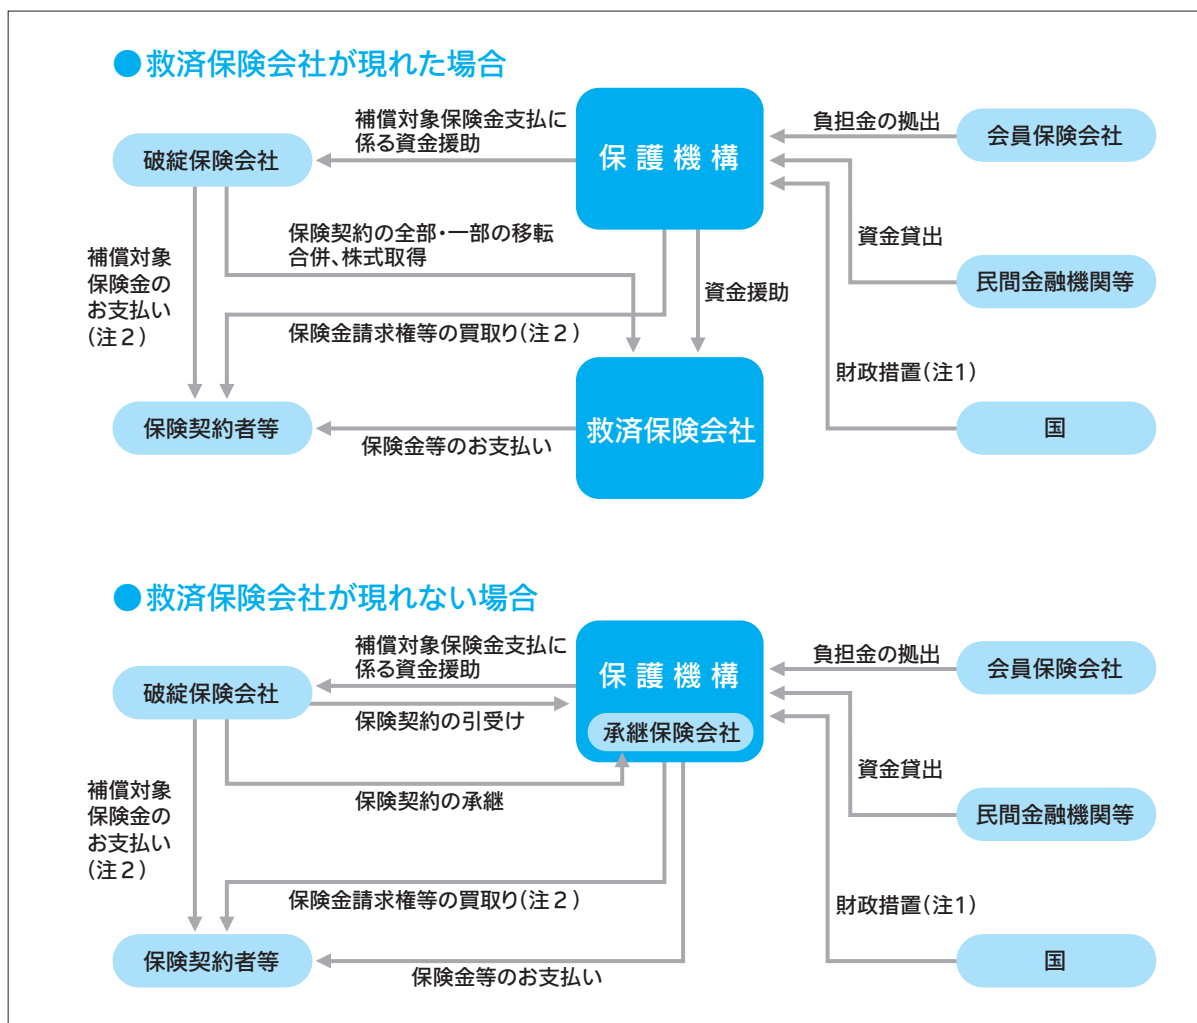 ●救済保険会社が現れた場合
補償対象保険金支払に
係る資金援助
保護機構
負担金の拠出
会員保険会社
破綻保険会社
保険契約の全部・一部の移転
合併、株式取得
資金貸出
補償対象
保険金の
お支払い
(注２)
民間金融機関等
資金援助
保険金請求権等の買取り(注２)
財政措置(注1)
保険契約者等
救済保険会社
国
保険金等のお支払い
●救済保険会社が現れない場合
補償対象保険金支払に
係る資金援助
保護機構
負担金の拠出
会員保険会社
破綻保険会社
保険契約の引受け
承継保険会社
資金貸出
補償対象
保険金の
お支払い
(注２)
保険契約の承継
民間金融機関等
保険金請求権等の買取り(注２)
財政措置(注1)
保険契約者等
保険金等のお支払い
国